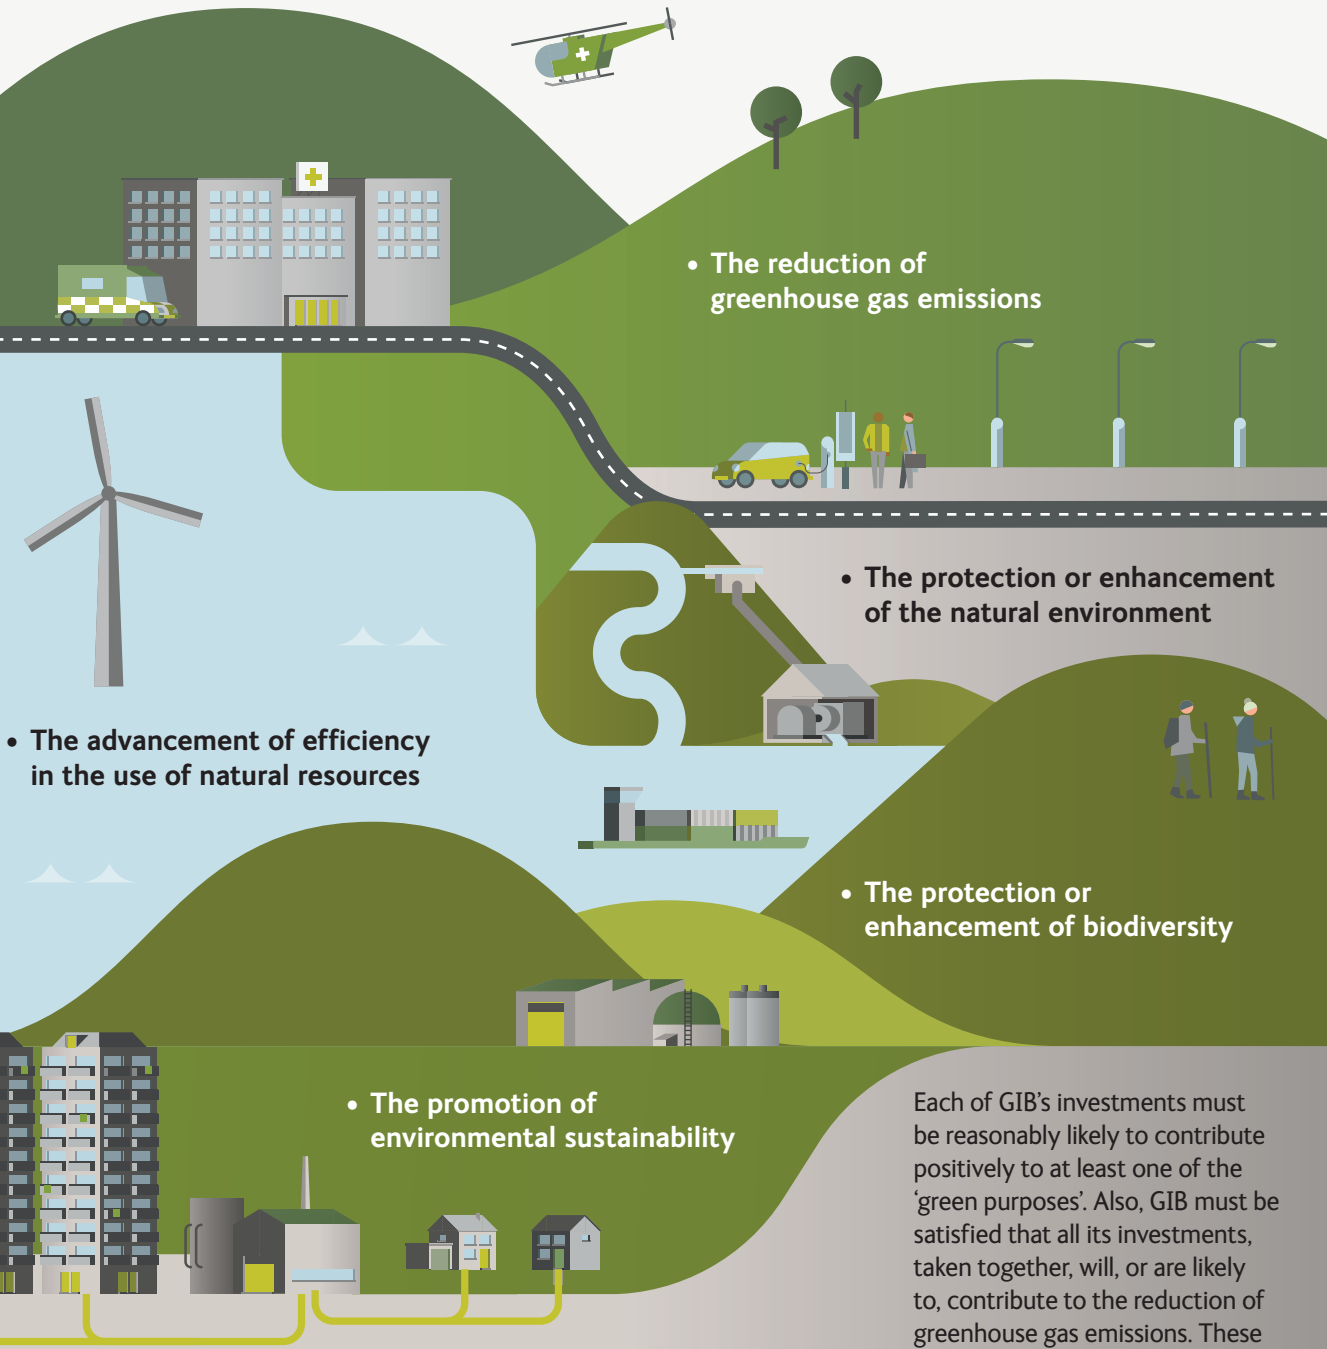 • The reduction of
greenhouse gas emissions
• The protection or enhancement
of the natural environment
• The advancement of efficiency
in the use of natural resources
• The protection or
enhancement of biodiversity
• The promotion of
environmental sustainability
Each of GIB’s investments must
be reasonably likely to contribute
positively to at least one of the
‘green purposes’. Also, GIB must be
satisfied that all its investments,
taken together, will, or are likely
to, contribute to the reduction of
greenhouse gas emissions. These